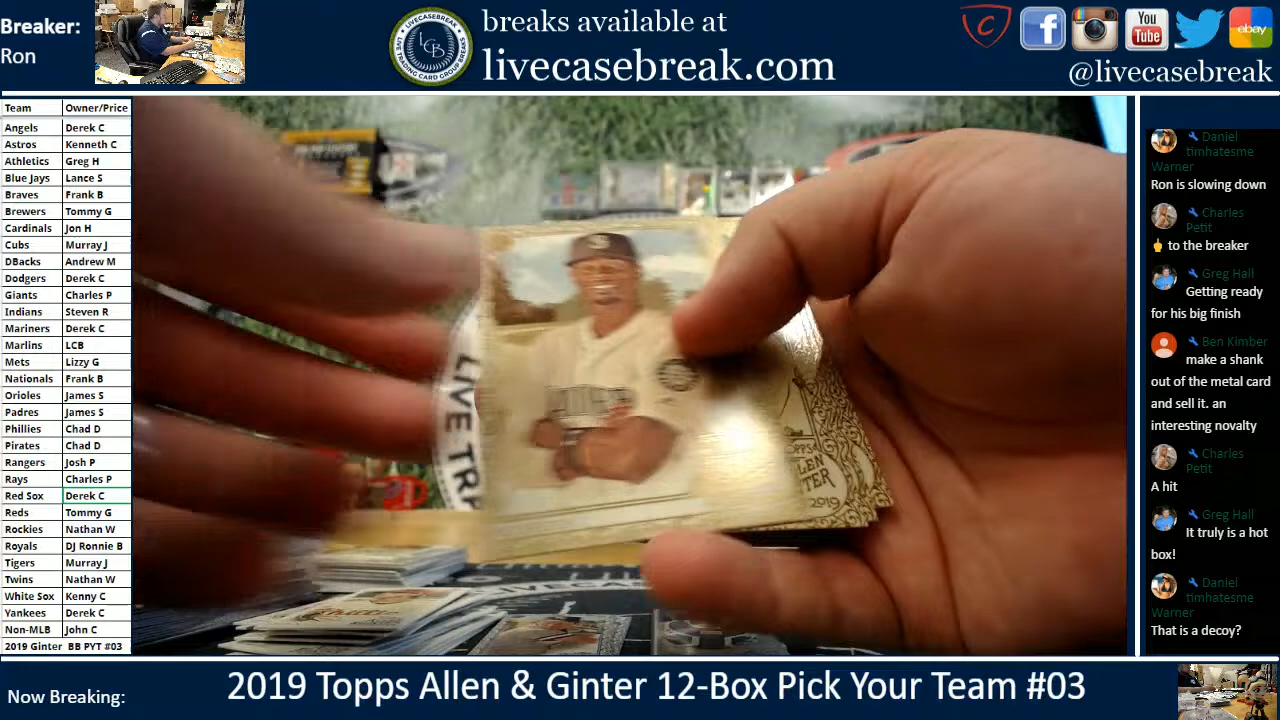 Breaker:
Ron
LCB
breaks available at
livecasebreak.com
f
You
Tube
ebay
@livecasebreak
Team Owner/Price
Angels Derek C
Astros Kenneth C
Athletics Greg H
Blue Jays Lance S
Braves Frank B
Brewers Tommy G
Cardinals Jon H
Cubs Murray J
DBacks Andrew M
Dodgers Derek C
Giants Charles P
Indians Steven R
Mariners Derek C
Marlins LCB
Mets Lizzy G
Nationals Frank B
Orioles James S
Padres James S
Phillies Chad D
Pirates Chad D
Rangers Josh P
Rays Charles P
Red Sox Derek C
Reds Tommy G
Rockies Nathan W
Royals DJ Ronnie B
Tigers Murray J
Twins Nathan W
White Sox Kenny C
Yankees Derek C
Non-MLB John C
2019 Ginter BB PYT #03
LIVE TR
2019
Daniel
timhatesme
Warner
Ron is slowing down
Charles
Petit
to the breaker
Greg Hall
Getting ready
for his big finish
Ben Kimber
make a shank
out of the metal card
and sell it. an
interesting novalty
Charles
Petit
A hit
Greg Hall
It truly is a hot
box!
Daniel
timhatesme
Warner
That is a decoy?
Now Breaking:
2019 Topps Allen & Ginter 12-Box Pick Your Team #03